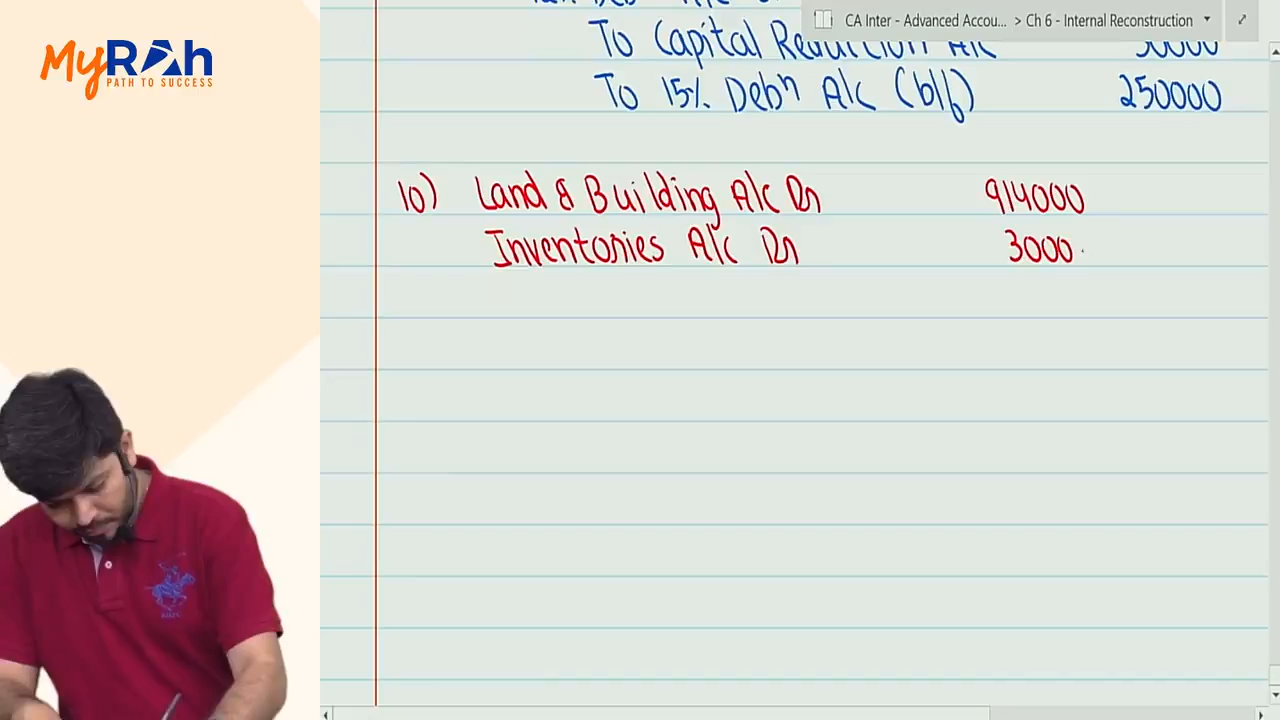 MyRAh
PATH TO SUCCESS
CA Inter - Advanced Accou... > Ch 6 - Internal Reconstruction
To Capital Reduction A/c 50000
To 15% Debn A/c (b/f) 250000
10) Land & Building A/c Dr 914000
Inventories A/c Dr 3000